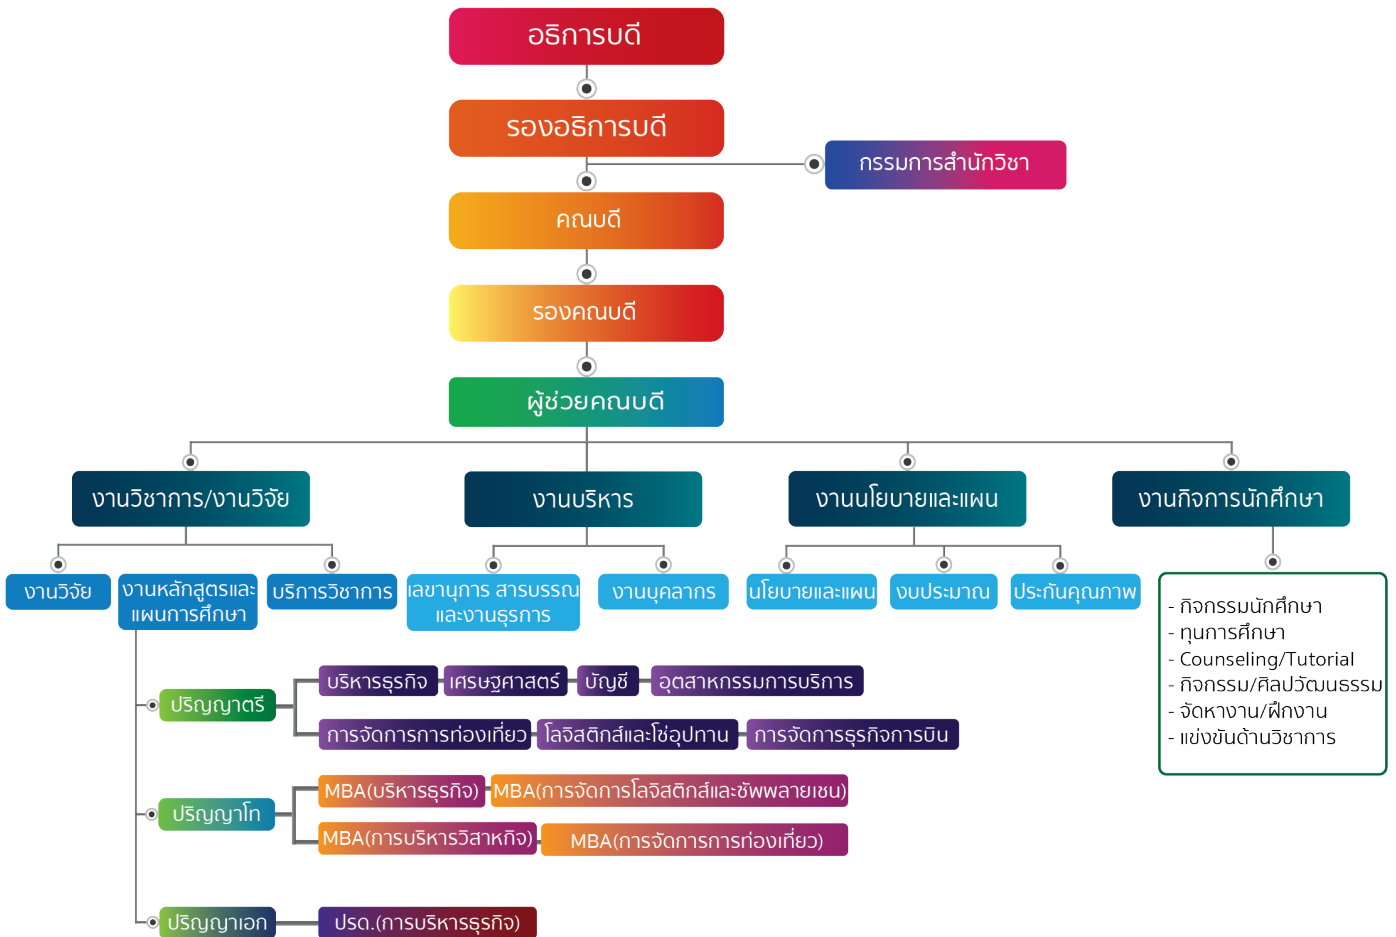 อธิการบดี
รองอธิการบดี
กรรมการสำนักวิชา
คณบดี
รองคณบดี
ผู้ช่วยคณบดี
งานวิชาการ/งานวิจัย
งานบริหาร
งานนโยบายและแผน
งานกิจการนักศึกษา
งานวิจัย
งานหลักสูตรและ
แผนการศึกษา
บริการวิชาการ
เลขานุการ สารบรรณ
และงานธุรการ
งานบุคลากร
นโยบายและแผน
งบประมาณ
ประกันคุณภาพ
- กิจกรรมนักศึกษา
- ทุนการศึกษา
- Counseling/Tutorial
- กิจกรรม/ศิลปวัฒนธรรม
- จัดหางาน/ฝึกงาน
- แข่งขันด้านวิชาการ
ปริญญาตรี
บริหารธุรกิจ
เศรษฐศาสตร์
บัญชี
อุตสาหกรรมการบริการ
การจัดการการท่องเที่ยว
โลจิสติกส์และโซ่อุปทาน
การจัดการธุรกิจการบิน
ปริญญาโท
MBA(บริหารธุรกิจ)
MBA(การจัดการโลจิสติกส์และซัพพลายเชน)
MBA(การบริหารวิสาหกิจ)
MBA(การจัดการการท่องเที่ยว)
ปริญญาเอก
ปรด.(การบริหารธุรกิจ)